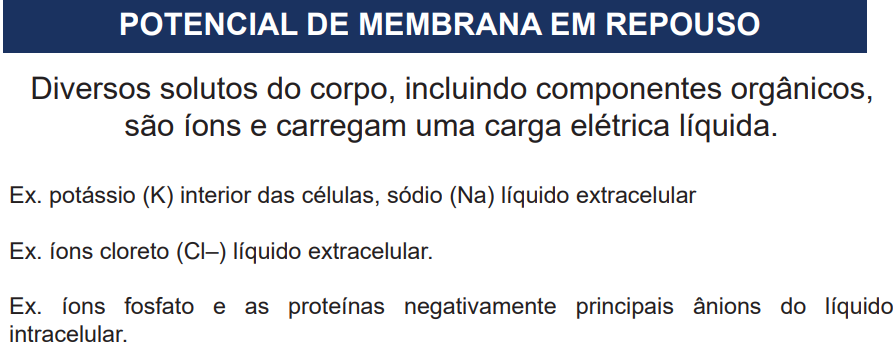 POTENCIAL DE MEMBRANA EM REPOUSO
Diversos solutos do corpo, incluindo componentes orgânicos,
são íons e carregam uma carga elétrica líquida.
Ex. potássio (K) interior das células, sódio (Na) líquido extracelular
Ex. íons cloreto (Cl–) líquido extracelular.
Ex. íons fosfato e as proteínas negativamente principais ânions do líquido
intracelular.